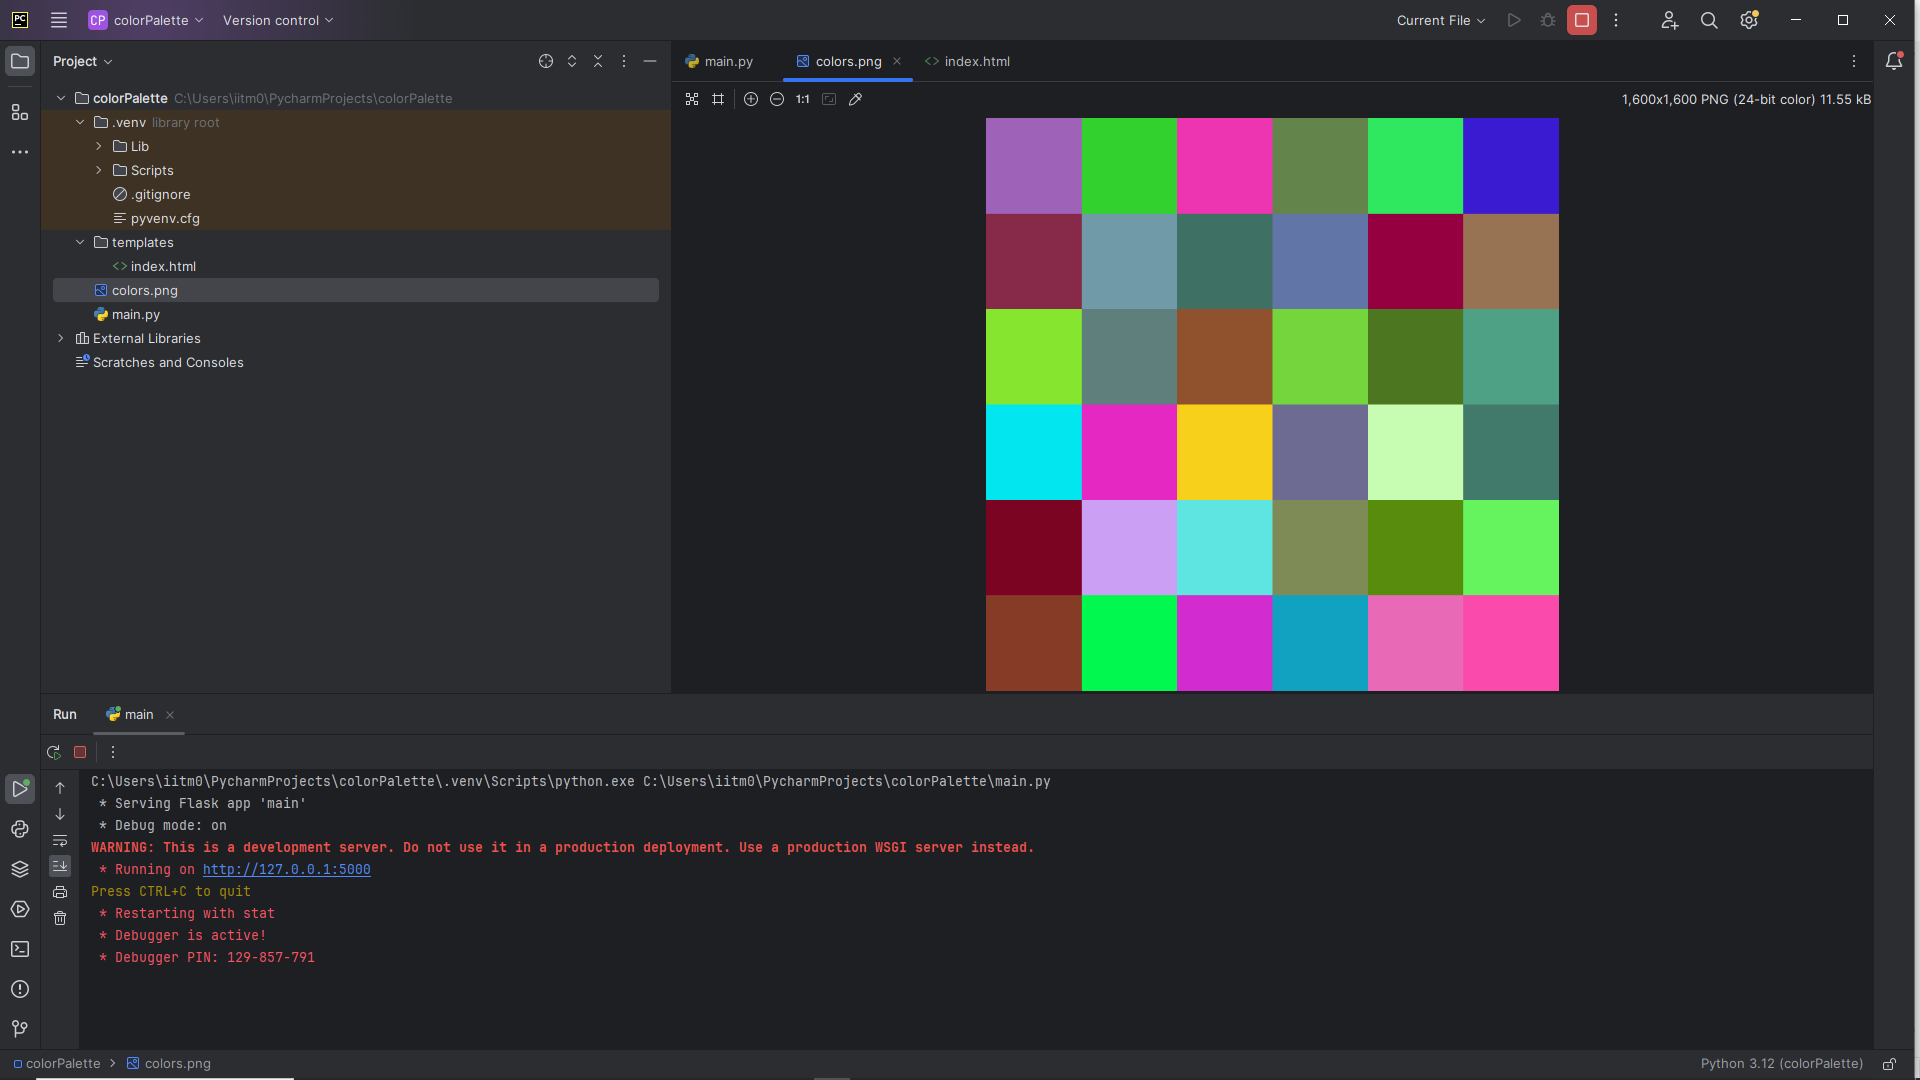 PC
CP colorPalette
Version control
Current File
Project
main.py
colors.png
index.html
colorPalette C:\Users\iitm0\PycharmProjects\colorPalette
.venv library root
Lib
Scripts
.gitignore
pyvenv.cfg
templates
index.html
colors.png
main.py
External Libraries
Scratches and Consoles
1:1
1,600x1,600 PNG (24-bit color) 11.55 kB
Run
main
C:\Users\iitm0\PycharmProjects\colorPalette\.venv\Scripts\python.exe C:\Users\iitm0\PycharmProjects\colorPalette\main.py
* Serving Flask app 'main'
* Debug mode: on
WARNING: This is a development server. Do not use it in a production deployment. Use a production WSGI server instead.
* Running on http://127.0.0.1:5000
Press CTRL+C to quit
* Restarting with stat
* Debugger is active!
* Debugger PIN: 129-857-791
colorPalette > colors.png
Python 3.12 (colorPalette)